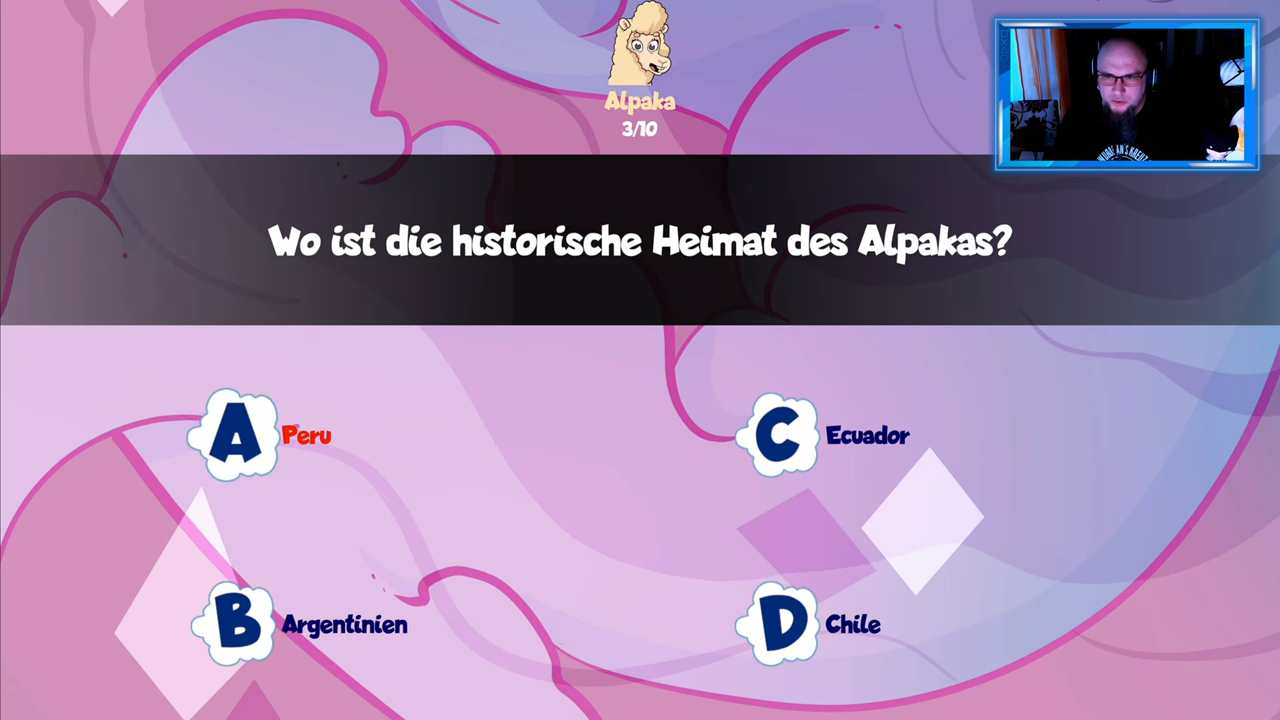 Alpaka
3/10
Wo ist die historische Heimat des Alpakas?
A Peru
C Ecuador
B Argentinien
D Chile